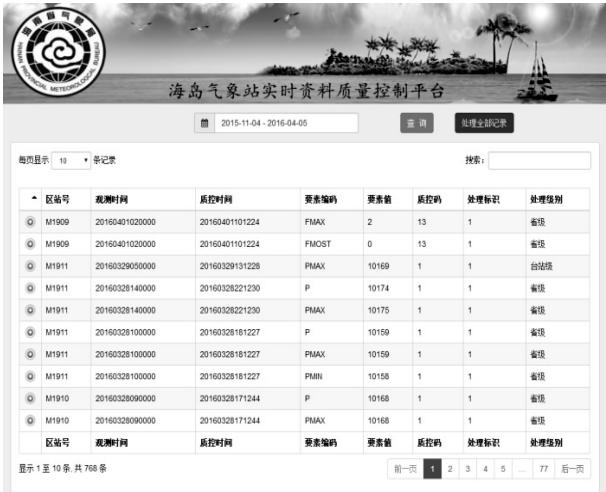 海南省气象局
HAINAN PROVINCIAL METEOROLOGICAL BUREAU
海岛气象站实时资料质量控制平台
2015-11-04 - 2016-04-05 查 询 处理全部记录
每页显示 10 条记录 搜索:
区站号 观测时间 质控时间 要素编码 要素值 质控码 处理标识 处理级别
M1909 20160401020000 20160401101224 FMAX 2 13 1 省级
M1909 20160401020000 20160401101224 FMOST 0 13 1 省级
M1911 20160329050000 20160329131228 PMAX 10169 1 1 台站级
M1911 20160328140000 20160328221230 P 10174 1 1 省级
M1911 20160328140000 20160328221230 PMAX 10175 1 1 省级
M1911 20160328100000 20160328181227 P 10159 1 1 省级
M1911 20160328100000 20160328181227 PMAX 10159 1 1 省级
M1911 20160328100000 20160328181227 PMIN 10158 1 1 省级
M1910 20160328090000 20160328171244 P 10168 1 1 省级
M1910 20160328090000 20160328171244 PMAX 10168 1 1 省级
区站号 观测时间 质控时间 要素编码 要素值 质控码 处理标识 处理级别
显示 1 至 10 条, 共 768 条 前一页 1 2 3 4 5 ... 77 后一页